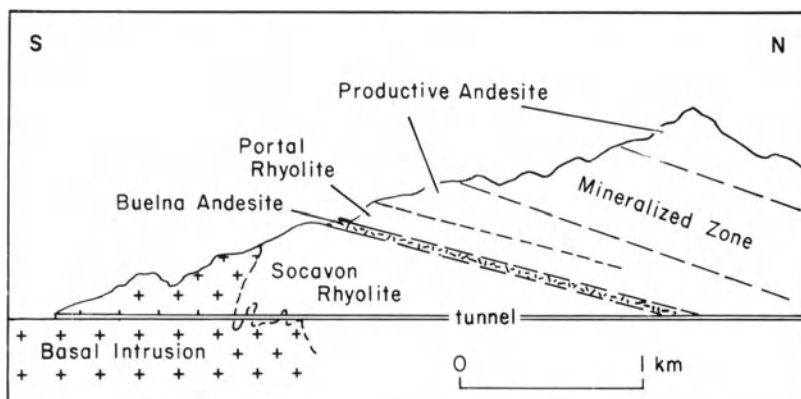 S
N
Productive Andesite
Portal
Rhyolite
Buelna Andesite
Mineralized Zone
Socavon
Rhyolite
tunnel
Basal Intrusion
0
1 km